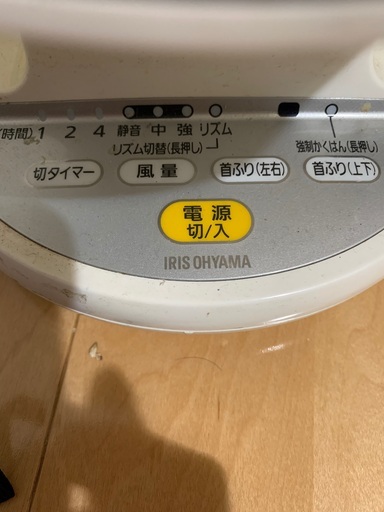 (時間) 1 2 4 静音 中 強 リズム
リズム切替(長押し)
強制かくはん(長押し)
切タイマー 風量 首ふり(左右) 首ふり(上下)
電源
切/入
IRIS OHYAMA